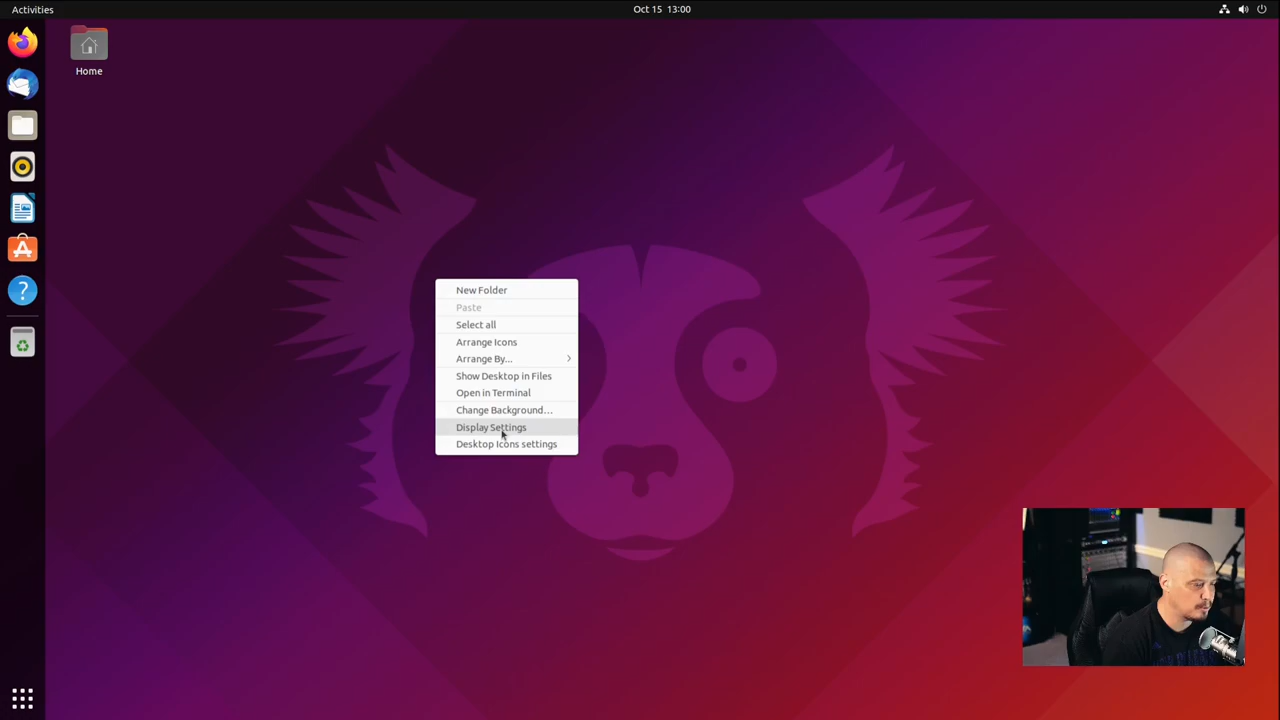 Activities
Oct 15 13:00
Home
New Folder
Paste
Select all
Arrange Icons
Arrange By...
Show Desktop in Files
Open in Terminal
Change Background…
Display Settings
Desktop Icons settings